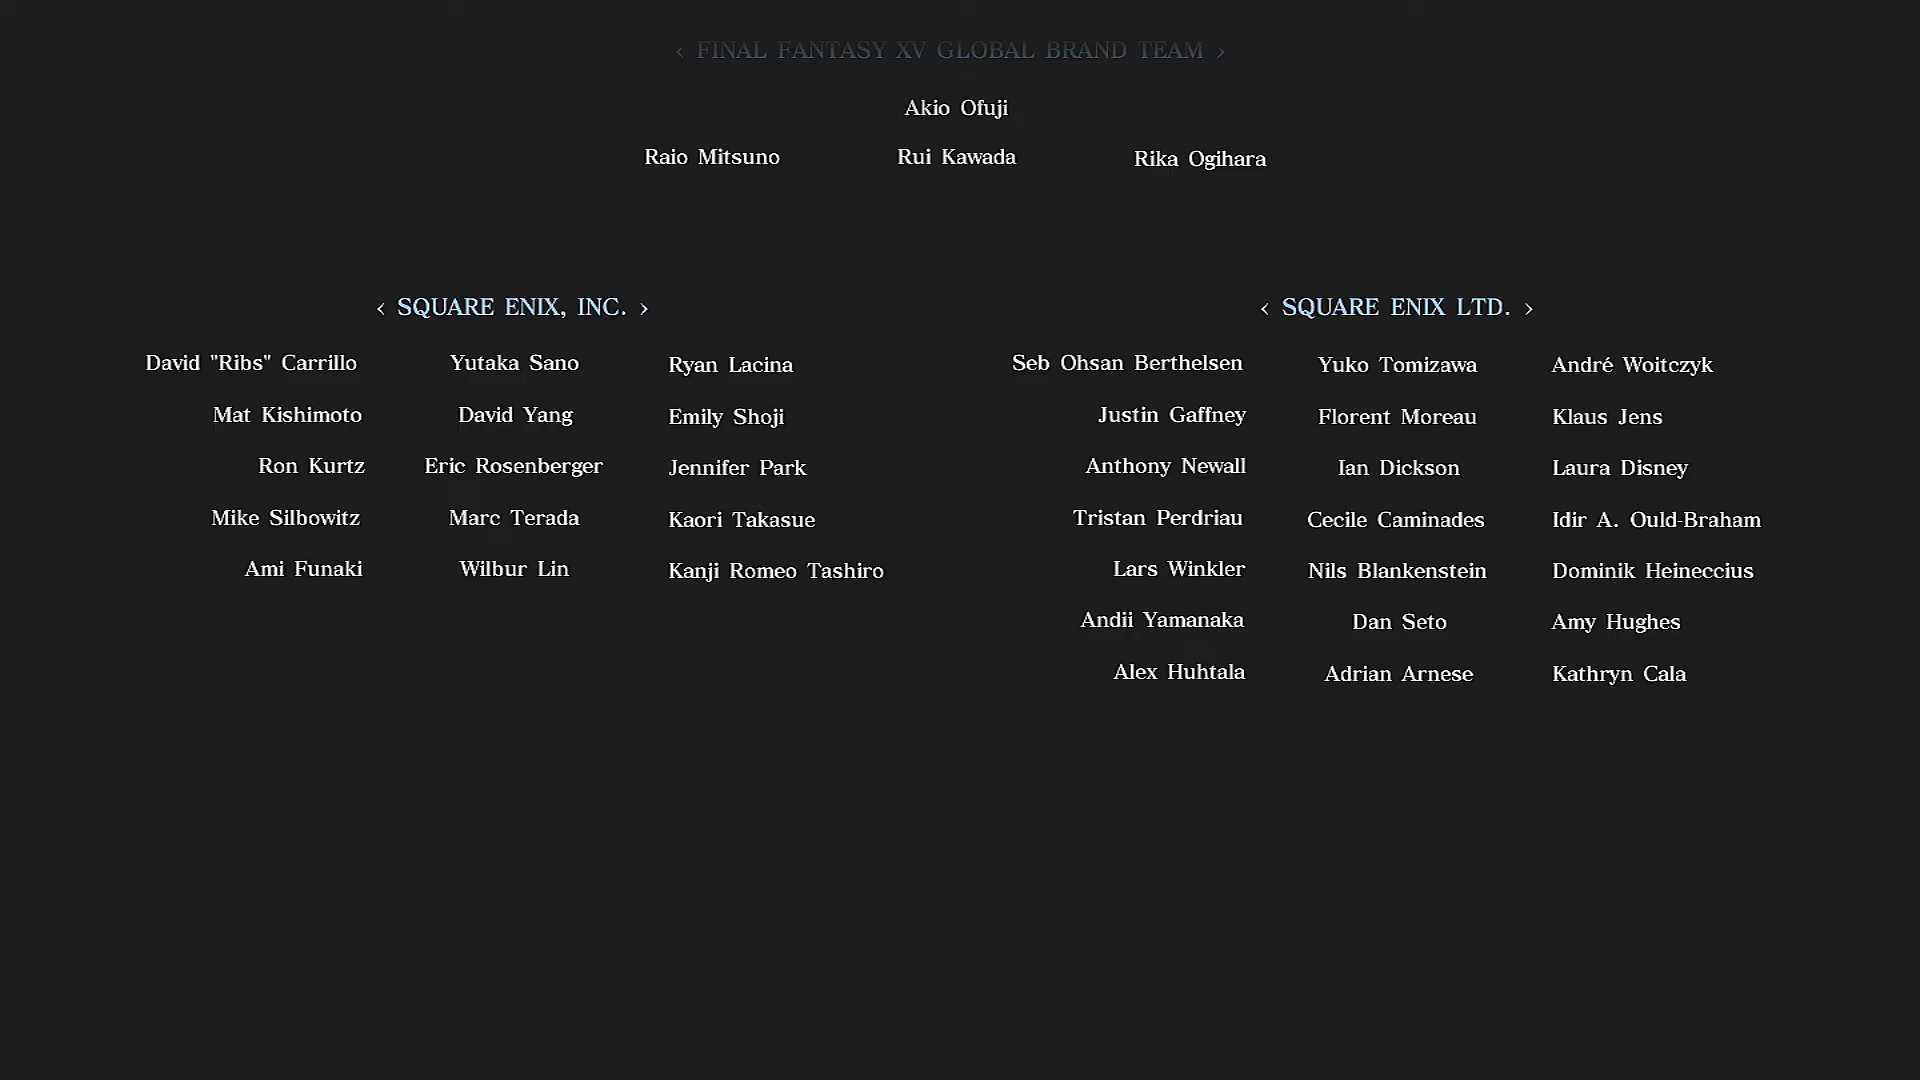 ‹ FINAL FANTASY XV GLOBAL BRAND TEAM ›
Akio Ofuji
Raio Mitsuno Rui Kawada Rika Ogihara
‹ SQUARE ENIX, INC. ›
David "Ribs" Carrillo Yutaka Sano Ryan Lacina
Mat Kishimoto David Yang Emily Shoji
Ron Kurtz Eric Rosenberger Jennifer Park
Mike Silbowitz Marc Terada Kaori Takasue
Ami Funaki Wilbur Lin Kanji Romeo Tashiro
‹ SQUARE ENIX LTD. ›
Seb Ohsan Berthelsen Yuko Tomizawa André Woitczyk
Justin Gaffney Florent Moreau Klaus Jens
Anthony Newall Ian Dickson Laura Disney
Tristan Perdriau Cecile Caminades Idir A. Ould-Braham
Lars Winkler Nils Blankenstein Dominik Heineccius
Andii Yamanaka Dan Seto Amy Hughes
Alex Huhtala Adrian Arnese Kathryn Cala